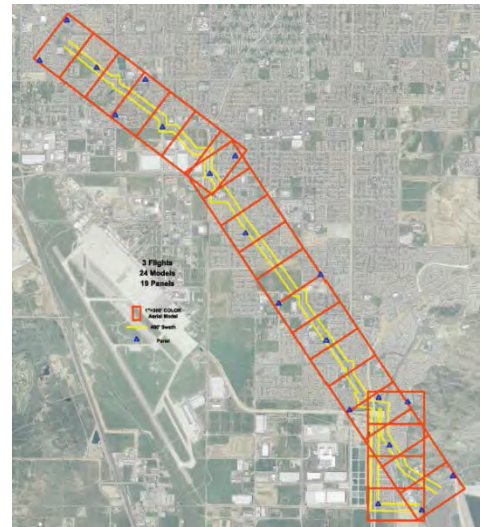 3 Flights
24 Models
19 Panels
1"=300' COLOR
Aerial Model
400' Swath
Panel